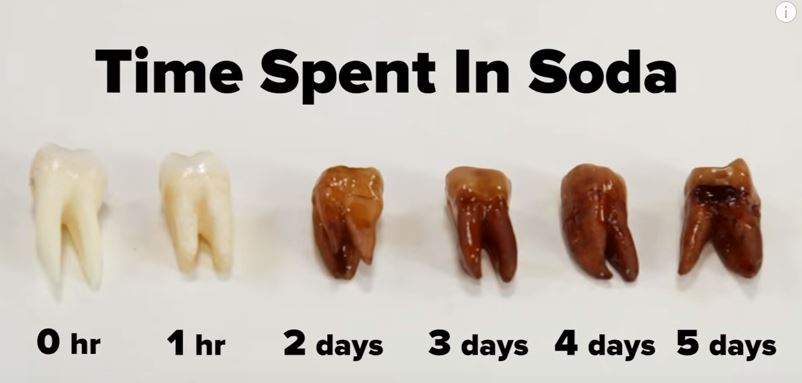 Time Spent In Soda
0 hr 1 hr 2 days 3 days 4 days 5 days